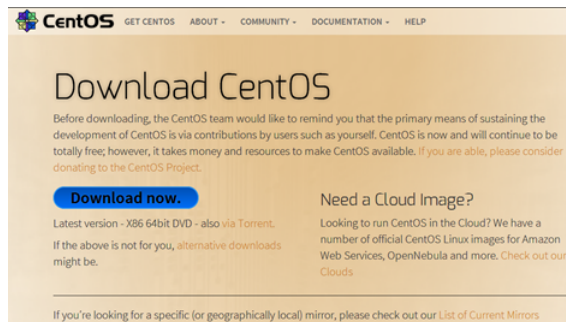 CentOS GET CENTOS ABOUT COMMUNITY DOCUMENTATION HELP
Download CentOS
Before downloading, the CentOS team would like to remind you that the primary means of sustaining the
development of CentOS is via contributions by users such as yourself. CentOS is now and will continue to be
totally free; however, it takes money and resources to make CentOS available. If you are able, please consider
donating to the CentOS Project.
Download now.
Latest version - X86 64bit DVD - also via Torrent.
If the above is not for you, alternative downloads
might be.
Need a Cloud Image?
Looking to run CentOS in the Cloud? We have a
number of official CentOS Linux images for Amazon
Web Services, OpenNebula and more. Check out our
Clouds
If you're looking for a specific (or geographically local) mirror, please check out our List of Current Mirrors